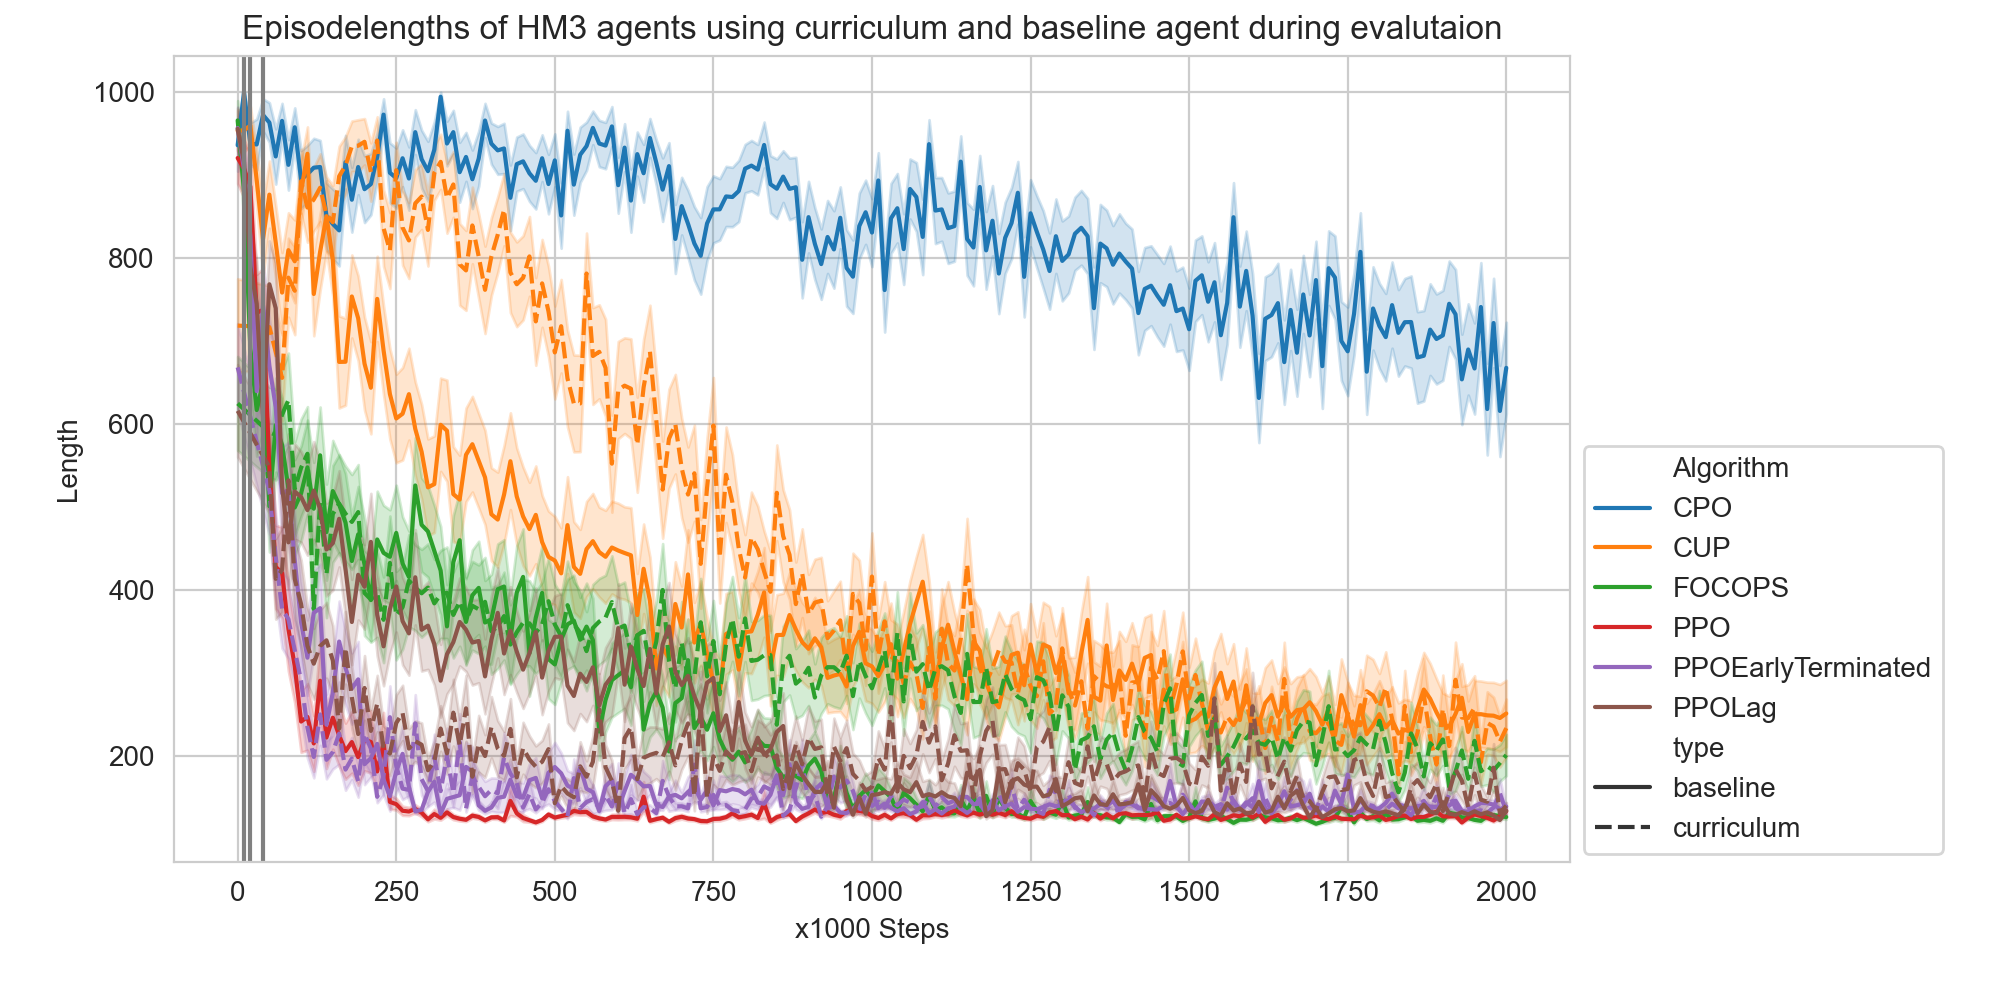 Episodelengths of HM3 agents using curriculum and baseline agent during evalutaion
1000
800
600
400
200
Length
0 250 500 750 1000 1250 1500 1750 2000
x1000 Steps
Algorithm
CPO
CUP
FOCOPS
PPO
PPOEarlyTerminated
PPOLag
type
baseline
curriculum